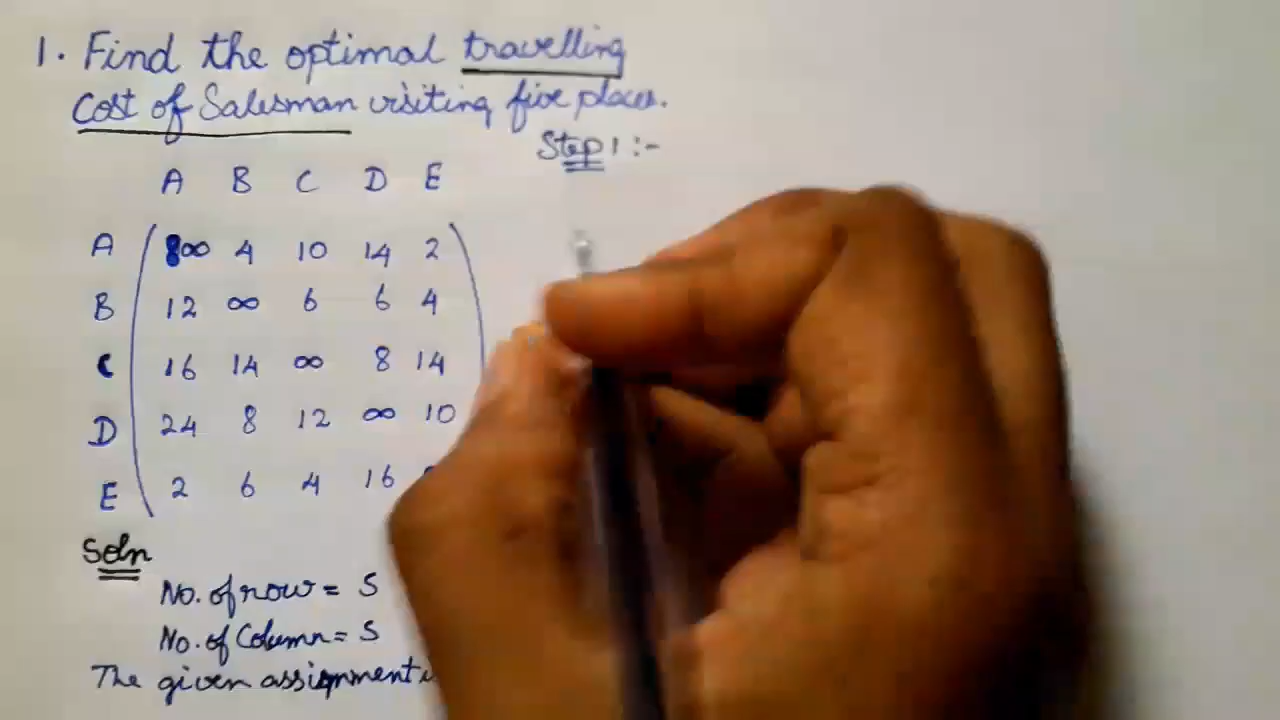 1. Find the optimal travelling
Cost of Salesman visiting five places.
Step 1 :-
A B C D E
A ∞ 4 10 14 2
B 12 ∞ 6 6 4
C 16 14 ∞ 8 14
D 24 8 12 ∞ 10
E 2 6 4 16
Soln
No. of row = 5
No. of Column = 5
The given assignment